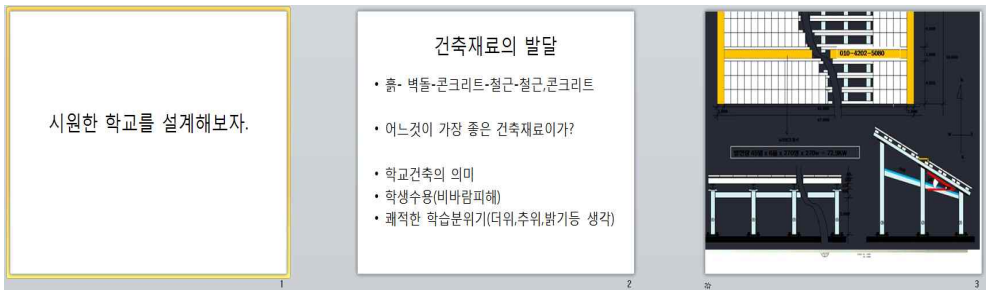 시원한 학교를 설계해보자.
1
건축재료의 발달
• 흙- 벽돌-콘크리트-철근-철근,콘크리트
• 어느것이 가장 좋은 건축재료이가?
• 학교건축의 의미
• 학생수용(비바람피해)
• 쾌적한 학습분위기(더위,추위,밝기등 생각)
2
010-4202-5080
3